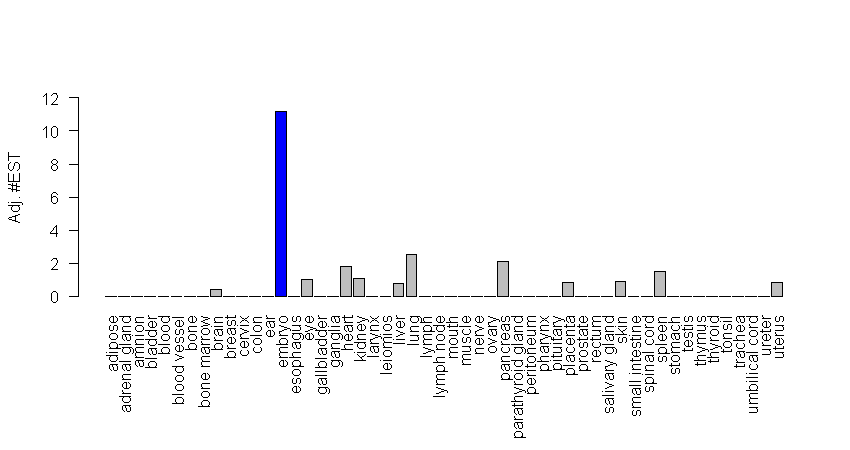 Adj. #EST
12
10
8
6
4
2
0
adipose
adrenal gland
amnion
bladder
blood
blood vessel
bone
bone marrow
brain
breast
cervix
colon
ear
embryo
esophagus
eye
gallbladder
ganglia
heart
kidney
larynx
leiomios
liver
lung
lymph
lymph node
mouth
muscle
nerve
ovary
pancreas
parathyroid gland
peritoneum
pharynx
pituitary
placenta
prostate
rectum
salivary gland
skin
small intestine
spinal cord
spleen
stomach
testis
thymus
thyroid
tonsil
trachea
umbilical cord
ureter
uterus